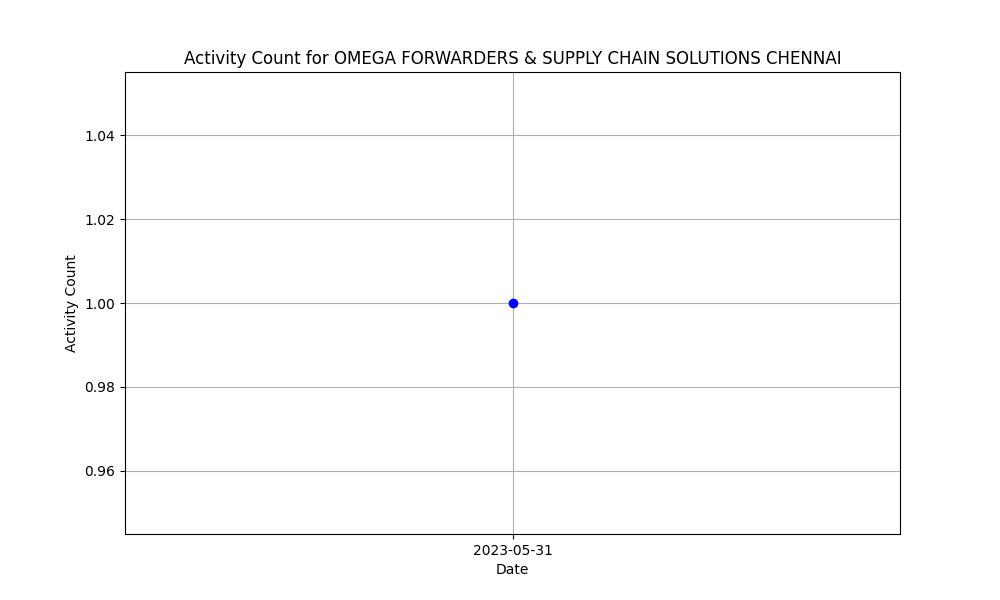 Activity Count for OMEGA FORWARDERS & SUPPLY CHAIN SOLUTIONS CHENNAI
1.04
1.02
1.00
0.98
0.96
Activity Count
2023-05-31
Date